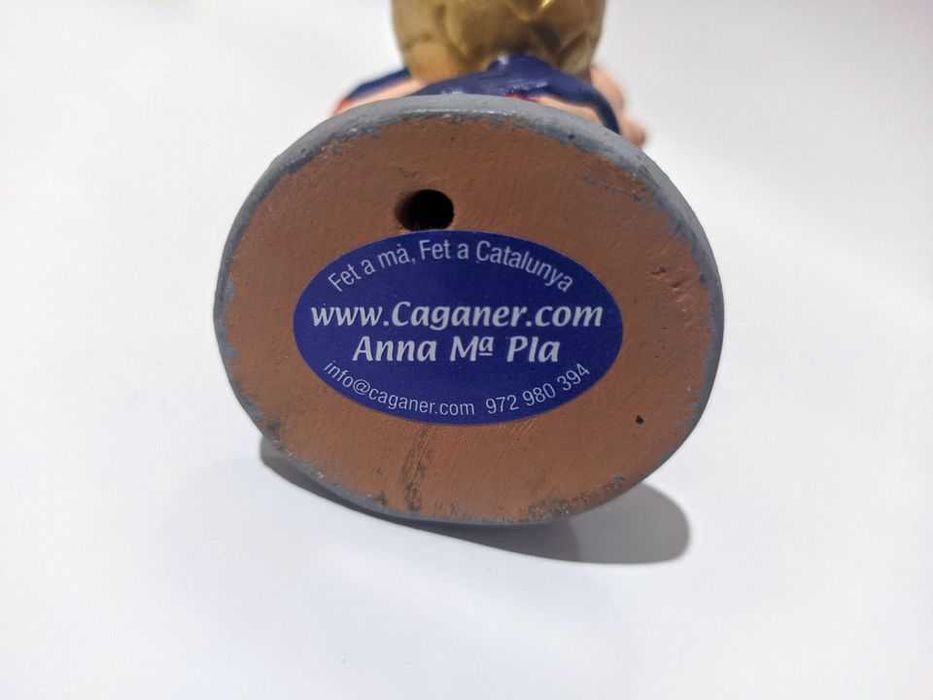 Fet a mà, Fet a Catalunya
www.Caganer.com
Anna Mª Pla
info@caganer.com 972 980 394